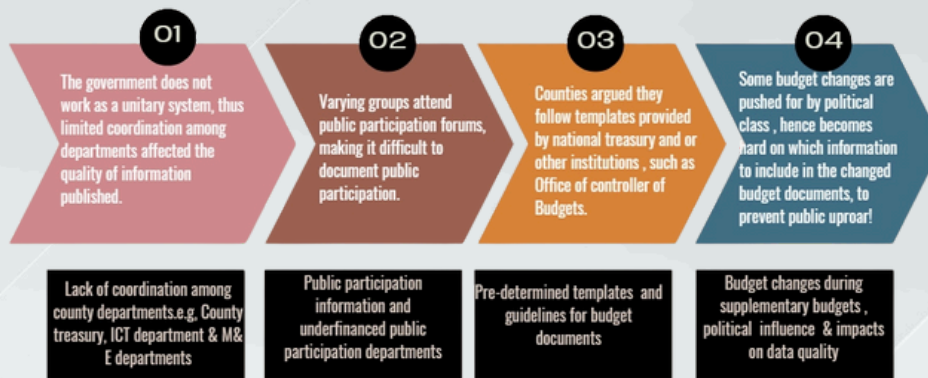 01
The government does not
work as a unitary system, thus
limited coordination among
departments affected the
quality of information
published.
02
Varying groups attend
public participation forums,
making it difficult to
document public
participation.
03
Counties argued they
follow templates provided
by national treasury and or
other institutions , such as
Office of controller of
Budgets.
04
Some budget changes are
pushed for by political
class , hence becomes
hard on which information
to include in the changed
budget documents, to
prevent public uproar!
Lack of coordination among
county departments.e.g, County
treasury, ICT department & M&
E departments
Public participation
information and
underfinanced public
participation departments
Pre-determined templates and
guidelines for budget
documents
Budget changes during
supplementary budgets ,
political influence & impacts
on data quality